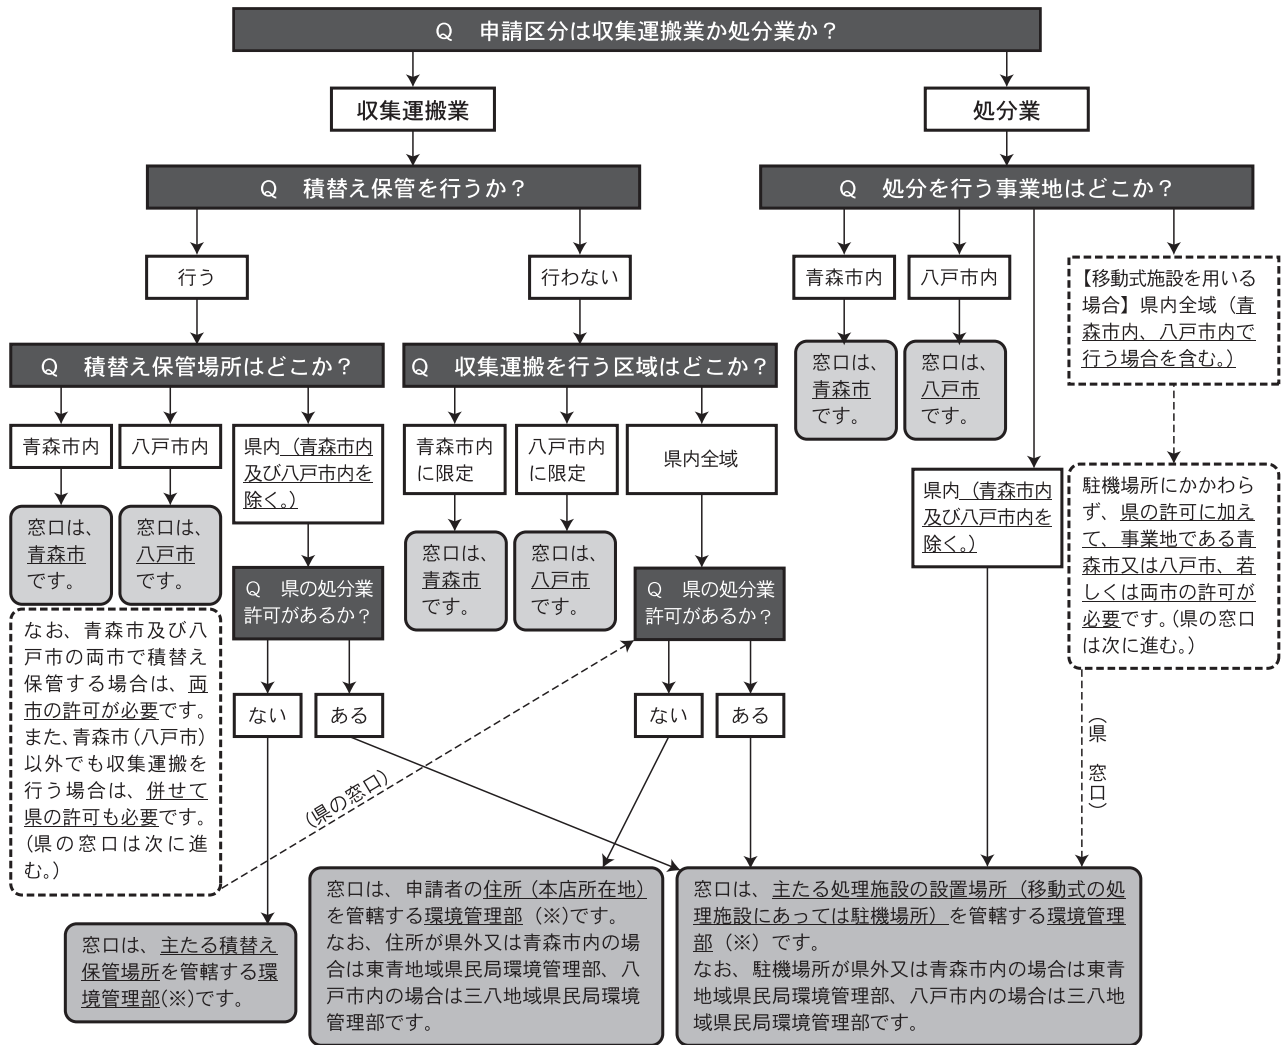 Q 申請区分は収集運搬業か処分業か？
収集運搬業
処分業
Q 積替え保管を行うか？
Q 処分を行う事業地はどこか？
行う
行わない
青森市内
八戸市内
【移動式施設を用いる
場合】県内全域（青
森市内、八戸市内で
行う場合を含む。）
窓口は、
青森市
です。
窓口は、
八戸市
です。
Q 積替え保管場所はどこか？
Q 収集運搬を行う区域はどこか？
青森市内
八戸市内
県内（青森市内
及び八戸市内を
除く。）
青森市内
に限定
八戸市内
に限定
県内全域
県内（青森市内
及び八戸市内を
除く。）
駐機場所にかかわら
ず、県の許可に加え
て、事業地である青
森市又は八戸市、若
しくは両市の許可が
必要です。（県の窓口
は次に進む。）
窓口は、
青森市
です。
窓口は、
八戸市
です。
窓口は、
青森市
です。
窓口は、
八戸市
です。
Q 県の処分業
許可があるか？
Q 県の処分業
許可があるか？
なお、青森市及び八
戸市の両市で積替え
保管する場合は、両
市の許可が必要です。
また、青森市（八戸市）
以外でも収集運搬を
行う場合は、併せて
県の許可も必要です。
（県の窓口は次に進
む。）
ない
ある
ない
ある
（県の窓口）
（県 窓口）
窓口は、主たる積替え
保管場所を管轄する環
境管理部(※)です。
窓口は、申請者の住所（本店所在地）
を管轄する環境管理部（※）です。
なお、住所が県外又は青森市内の場
合は東青地域県民局環境管理部、八
戸市内の場合は三八地域県民局環境
管理部です。
窓口は、主たる処理施設の設置場所（移動式の処
理施設にあっては駐機場所）を管轄する環境管理
部（※）です。
なお、駐機場所が県外又は青森市内の場合は東青
地域県民局環境管理部、八戸市内の場合は三八地
域県民局環境管理部です。